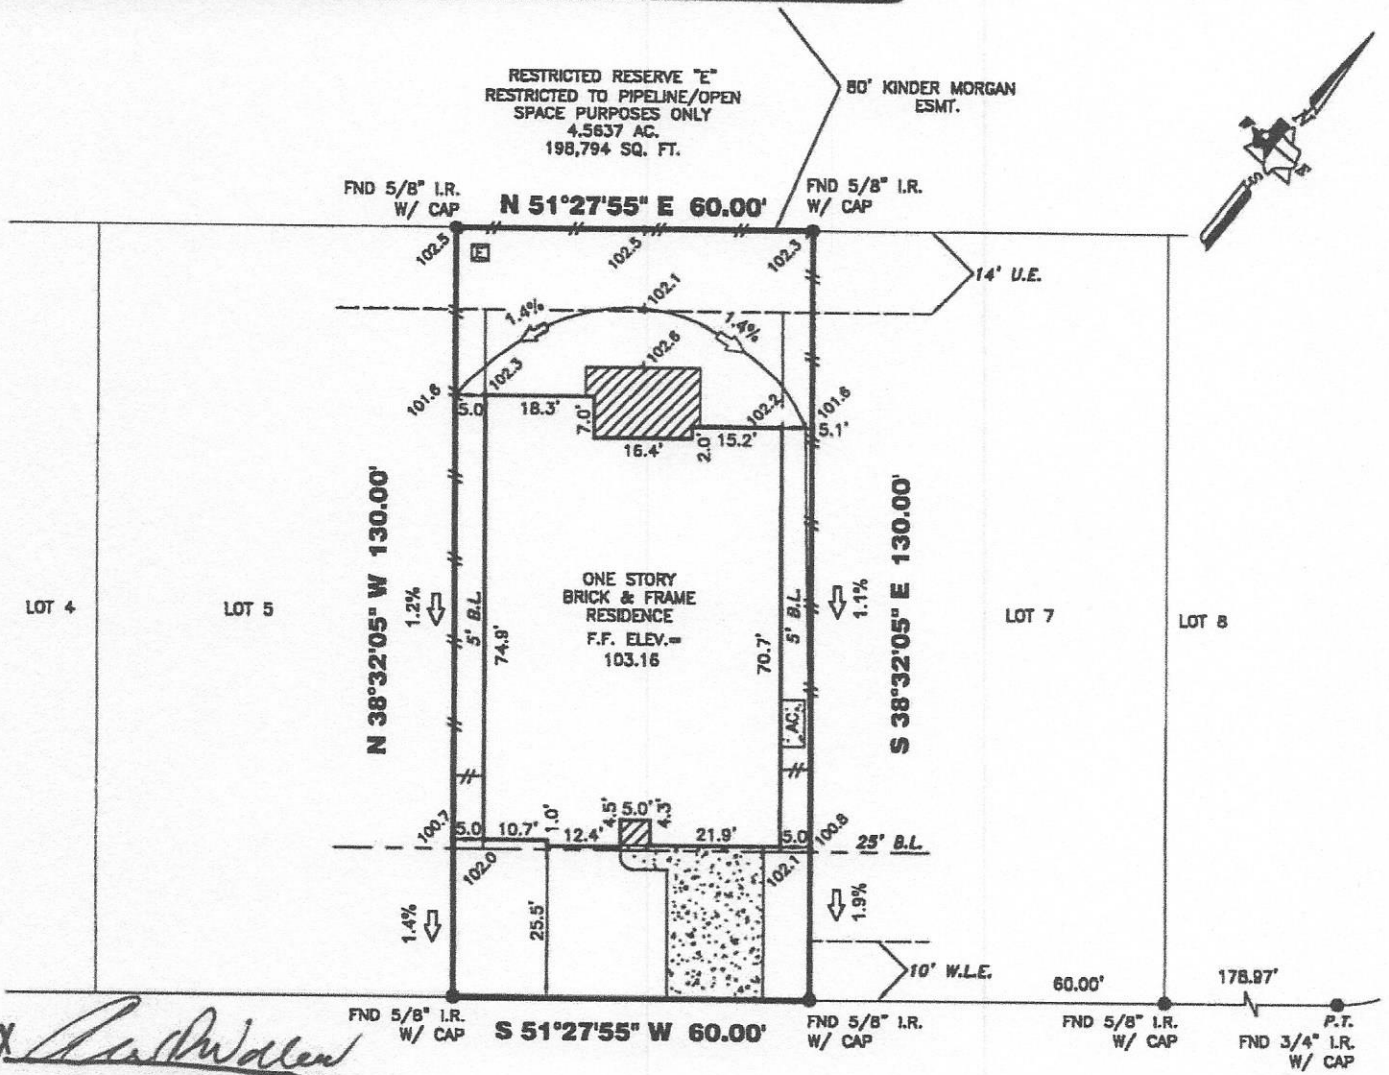 RESTRICTED RESERVE "E"
RESTRICTED TO PIPELINE/OPEN
SPACE PURPOSES ONLY
4.5637 AC.
198,794 SQ. FT.
80' KINDER MORGAN
ESMT.
N
S
FND 5/8" I.R.
W/ CAP
N 51°27'55" E 60.00'
FND 5/8" I.R.
W/ CAP
102.5
E
102.5
102.3
14' U.E.
102.1
1.4%
1.4%
102.6
102.3
101.6
5.0
18.3'
7.0'
16.4'
2.0'
15.2'
102.2
101.6
5.1'
N 38°32'05" W 130.00'
S 38°32'05" E 130.00'
LOT 4
LOT 5
1.2%
5' B.L.
74.9'
ONE STORY
BRICK & FRAME
RESIDENCE
F.F. ELEV.=
103.16
70.7'
5' B.L.
1.1%
LOT 7
LOT 8
AC
100.7
5.0
10.7'
1.0'
12.4'
4.5'
5.0'
4.3'
21.9'
5.0
100.8
25' B.L.
102.0
102.1
1.4%
25.5'
1.9%
10' W.L.E.
60.00'
178.97'
FND 5/8" I.R.
W/ CAP
S 51°27'55" W 60.00'
FND 5/8" I.R.
W/ CAP
FND 5/8" I.R.
W/ CAP
P.T.
FND 3/4" I.R.
W/ CAP
X